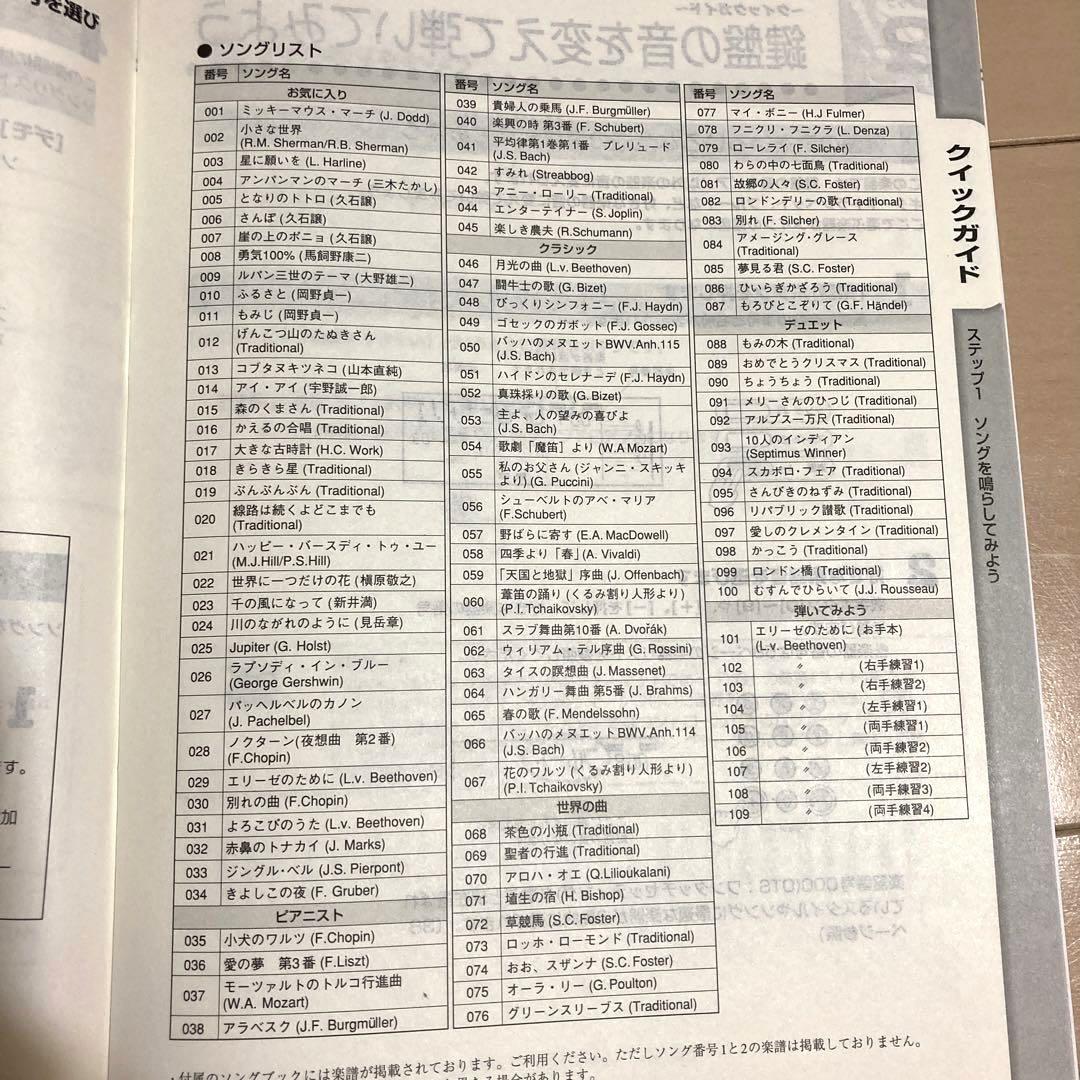 号を選び
[デモ]
● ソングリスト
番号 ソング名
お気に入り
001 ミッキーマウス・マーチ (J. Dodd)
002 小さな世界
(R.M. Sherman/R.B. Sherman)
003 星に願いを (L. Harline)
004 アンパンマンのマーチ (三木たかし)
005 となりのトトロ (久石譲)
006 さんぽ (久石譲)
007 崖の上のポニョ (久石譲)
008 勇気100% (馬飼野康二)
009 ルパン三世のテーマ (大野雄二)
010 ふるさと (岡野貞一)
011 もみじ (岡野貞一)
012 げんこつ山のたぬきさん
(Traditional)
013 コブタヌキツネコ (山本直純)
014 アイ・アイ (宇野誠一郎)
015 森のくまさん (Traditional)
016 かえるの合唱 (Traditional)
017 大きな古時計 (H.C. Work)
018 きらきら星 (Traditional)
019 ぶんぶんぶん (Traditional)
020 線路は続くよどこまでも
(Traditional)
021 ハッピー・バースディ・トゥ・ユー
(M.J.Hill/P.S.Hill)
022 世界に一つだけの花 (槇原敬之)
023 千の風になって (新井満)
024 川のながれのように (見岳章)
025 Jupiter (G. Holst)
026 ラプソディ・イン・ブルー
(George Gershwin)
027 パッヘルベルのカノン
(J. Pachelbel)
028 ノクターン(夜想曲 第2番)
(F.Chopin)
029 エリーゼのために (L.v. Beethoven)
030 別れの曲 (F.Chopin)
031 よろこびのうた (L.v. Beethoven)
032 赤鼻のトナカイ (J. Marks)
033 ジングル・ベル (J.S. Pierpont)
034 きよしこの夜 (F. Gruber)
ピアニスト
035 小犬のワルツ (F.Chopin)
036 愛の夢 第3番 (F.Liszt)
037 モーツァルトのトルコ行進曲
(W.A. Mozart)
038 アラベスク (J.F. Burgmüller)
番号 ソング名
039 貴婦人の乗馬 (J.F. Burgmüller)
040 楽興の時 第3番 (F. Schubert)
041 平均律第1巻第1番 プレリュード
(J.S. Bach)
042 すみれ (Streabbog)
043 アニー・ローリー (Traditional)
044 エンターテイナー (S. Joplin)
045 楽しき農夫 (R.Schumann)
クラシック
046 月光の曲 (L.v. Beethoven)
047 闘牛士の歌 (G. Bizet)
048 びっくりシンフォニー (F.J. Haydn)
049 ゴセックのガボット (F.J. Gossec)
050 バッハのメヌエットBWV.Anh.115
(J.S. Bach)
051 ハイドンのセレナーデ (F.J. Haydn)
052 真珠採りの歌 (G. Bizet)
053 主よ、人の望みの喜びよ
(J.S. Bach)
054 歌劇「魔笛」より (W.A Mozart)
055 私のお父さん (ジャンニ・スキッキ
より) (G. Puccini)
056 シューベルトのアベ・マリア
(F.Schubert)
057 野ばらに寄す (E.A. MacDowell)
058 四季より「春」(A. Vivaldi)
059 「天国と地獄」序曲 (J. Offenbach)
060 葦笛の踊り (くるみ割り人形より)
(P.I. Tchaikovsky)
061 スラブ舞曲第10番 (A. Dvořák)
062 ウィリアム・テル序曲 (G. Rossini)
063 タイスの瞑想曲 (J. Massenet)
064 ハンガリー舞曲 第5番 (J. Brahms)
065 春の歌 (F. Mendelssohn)
066 バッハのメヌエットBWV.Anh.114
(J.S. Bach)
067 花のワルツ (くるみ割り人形より)
(P.I. Tchaikovsky)
世界の曲
068 茶色の小瓶 (Traditional)
069 聖者の行進 (Traditional)
070 アロハ・オエ (Q.Lilioukalani)
071 埴生の宿 (H. Bishop)
072 草競馬 (S.C. Foster)
073 ロッホ・ローモンド (Traditional)
074 おお、スザンナ (S.C. Foster)
075 オーラ・リー (G. Poulton)
076 グリーンスリーブス (Traditional)
番号 ソング名
077 マイ・ボニー (H.J Fulmer)
078 フニクリ・フニクラ (L. Denza)
079 ローレライ (F. Silcher)
080 わらの中の七面鳥 (Traditional)
081 故郷の人々 (S.C. Foster)
082 ロンドンデリーの歌 (Traditional)
083 別れ (F. Silcher)
084 アメージング・グレース
(Traditional)
085 夢見る君 (S.C. Foster)
086 ひいらぎかざろう (Traditional)
087 もろびとこぞりて (G.F. Händel)
デュエット
088 もみの木 (Traditional)
089 おめでとうクリスマス (Traditional)
090 ちょうちょう (Traditional)
091 メリーさんのひつじ (Traditional)
092 アルプス一万尺 (Traditional)
093 10人のインディアン
(Septimus Winner)
094 スカボロ・フェア (Traditional)
095 さんびきのねずみ (Traditional)
096 リパブリック讃歌 (Traditional)
097 愛しのクレメンタイン (Traditional)
098 かっこう (Traditional)
099 ロンドン橋 (Traditional)
100 むすんでひらいて (J.J. Rousseau)
弾いてみよう
101 エリーゼのために (お手本)
(L.v. Beethoven)
102 〃 (右手練習1)
103 〃 (右手練習2)
104 〃 (左手練習1)
105 〃 (両手練習1)
106 〃 (両手練習2)
107 〃 (左手練習2)
108 〃 (両手練習3)
109 〃 (両手練習4)
クイックガイド
ステップ1 ソングを鳴らしてみよう
1
す。
加
・付属のソングブックには楽譜が掲載されております。ご利用ください。ただしソング番号1と2の楽譜は掲載しておりません。